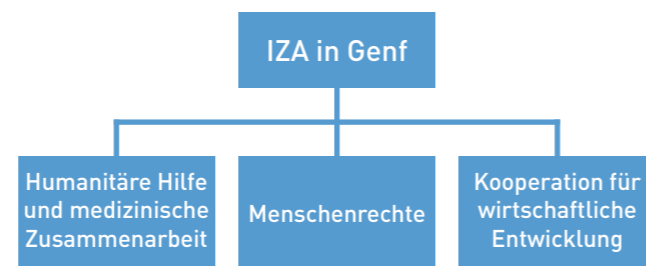 IZA in Genf
Humanitäre Hilfe
und medizinische
Zusammenarbeit
Menschenrechte
Kooperation für
wirtschaftliche
Entwicklung